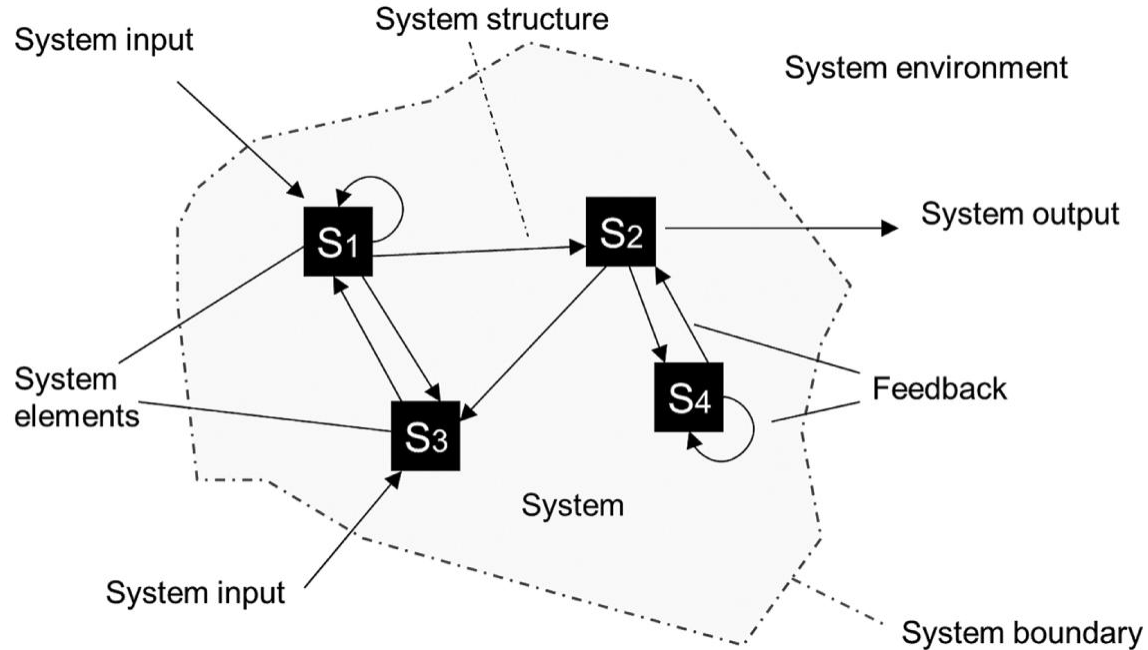 System structure
System input
System environment
System output
S1
S2
System
elements
Feedback
S4
S3
System
System input
System boundary